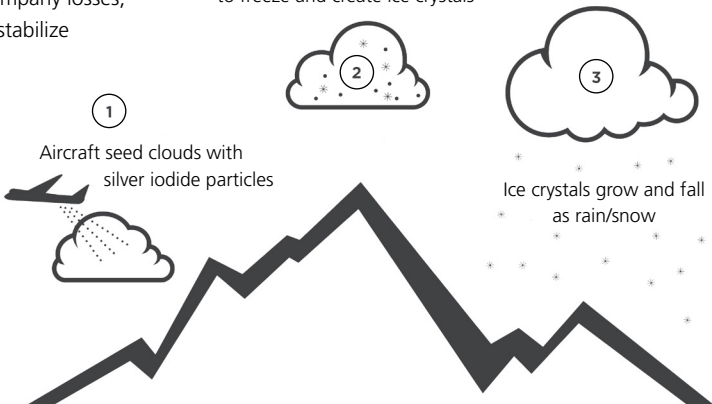 mpany losses,
stabilize
to freeze and create ice crystals
2
3
1
Aircraft seed clouds with
silver iodide particles
Ice crystals grow and fall
as rain/snow